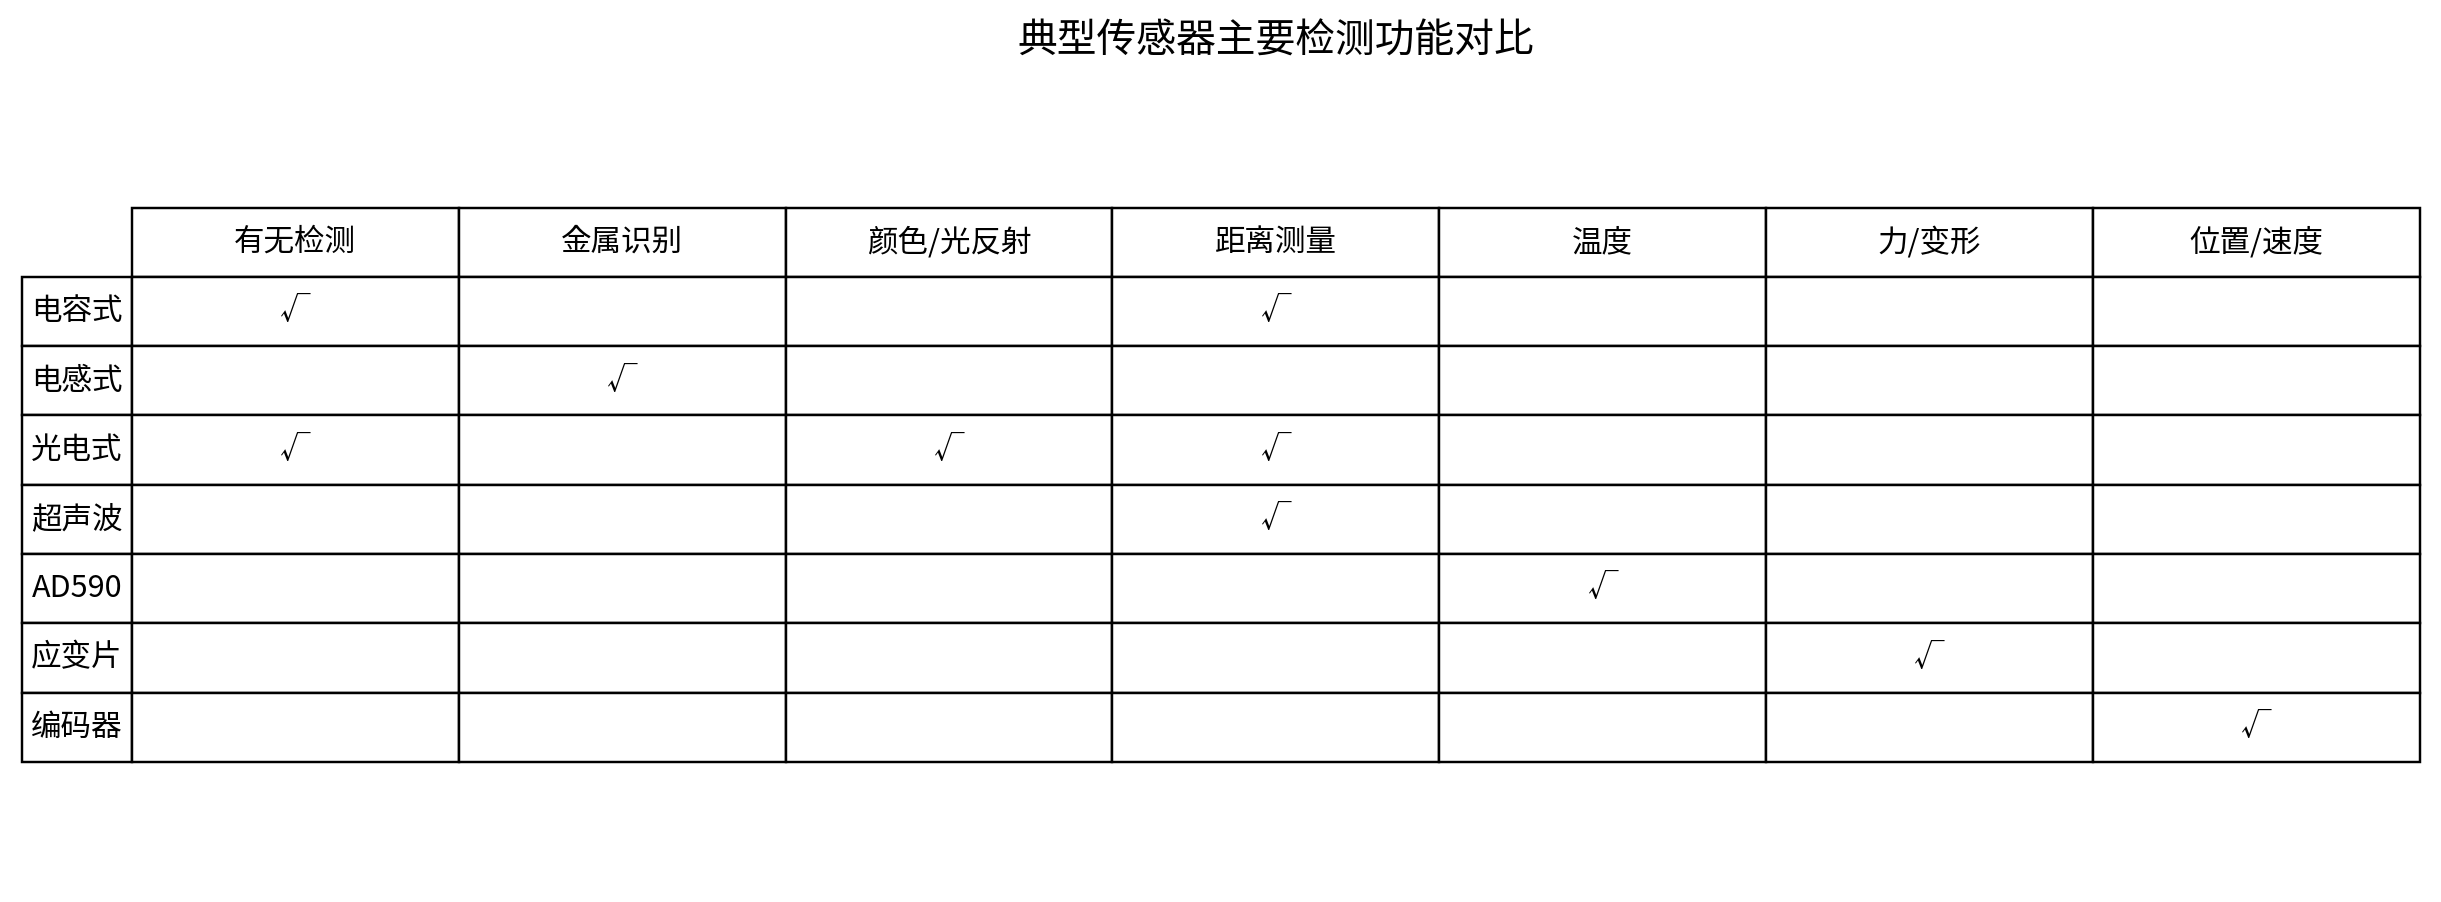 典型传感器主要检测功能对比
有无检测 金属识别 颜色/光反射 距离测量 温度 力/变形 位置/速度
电容式 √ √
电感式 √
光电式 √ √ √
超声波 √
AD590 √
应变片 √
编码器 √